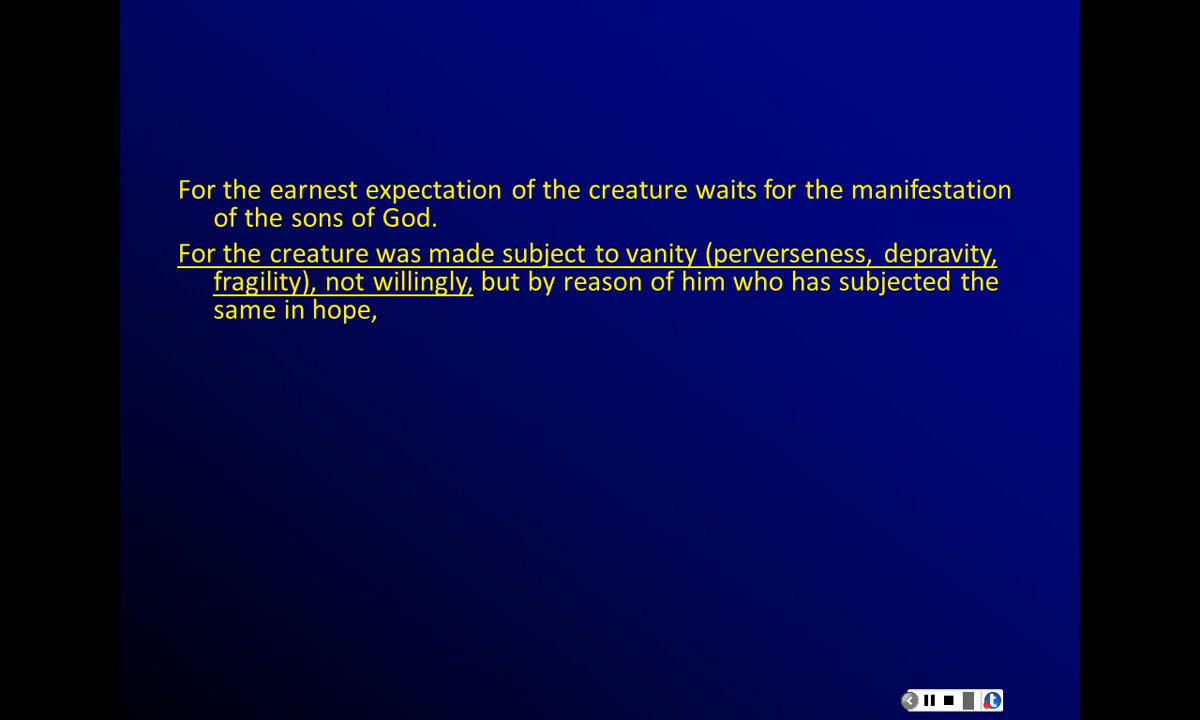 For the earnest expectation of the creature waits for the manifestation
of the sons of God.
For the creature was made subject to vanity (perverseness, depravity,
fragility), not willingly, but by reason of him who has subjected the
same in hope,